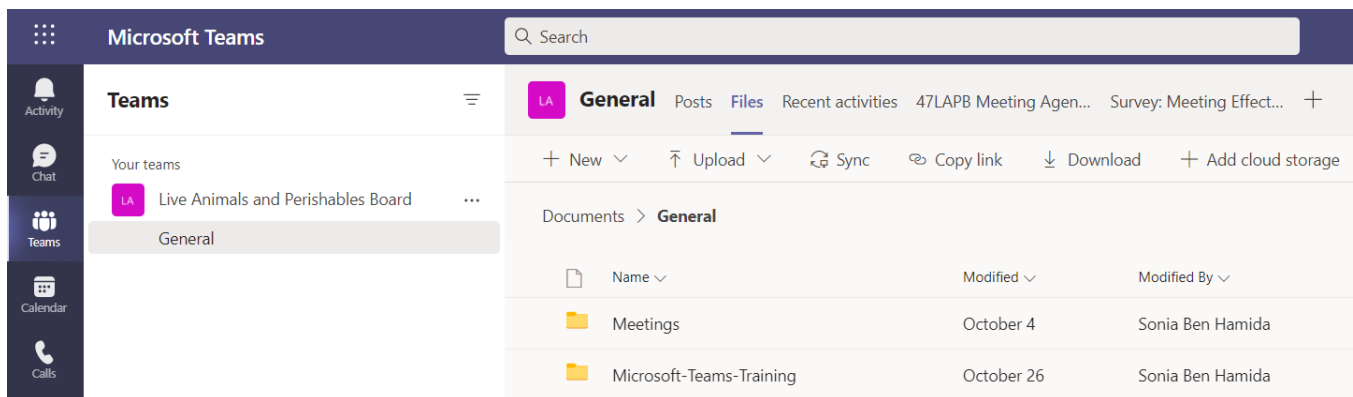 Microsoft Teams
Search
Activity
Chat
Teams
Calendar
Calls
Teams
Your teams
LA Live Animals and Perishables Board ...
General
LA General Posts Files Recent activities 47LAPB Meeting Agen... Survey: Meeting Effect... +
+ New Upload Sync Copy link Download + Add cloud storage
Documents > General
Name Modified Modified By
Meetings October 4 Sonia Ben Hamida
Microsoft-Teams-Training October 26 Sonia Ben Hamida